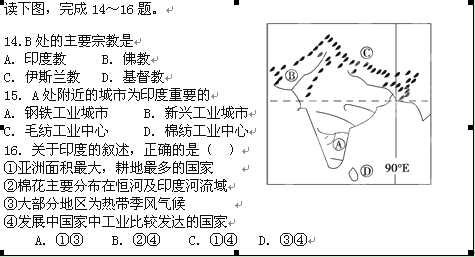 读下图，完成14～16题。
14.B 处的主要宗教是
A. 印度教 B. 佛教
C. 伊斯兰教 D. 基督教
15. A 处附近的城市为印度重要的
A. 钢铁工业城市 B. 新兴工业城市
C. 毛纺工业中心 D. 棉纺工业中心
16. 关于印度的叙述，正确的是（ ）
①亚洲面积最大，耕地最多的国家
②棉花主要分布在恒河及印度河流域
③大部分地区为热带季风气候
④发展中国家中工业比较发达的国家
A. ①③ B. ②④ C. ①④ D. ③④
Ⓒ
Ⓑ
Ⓐ
Ⓓ 90°E